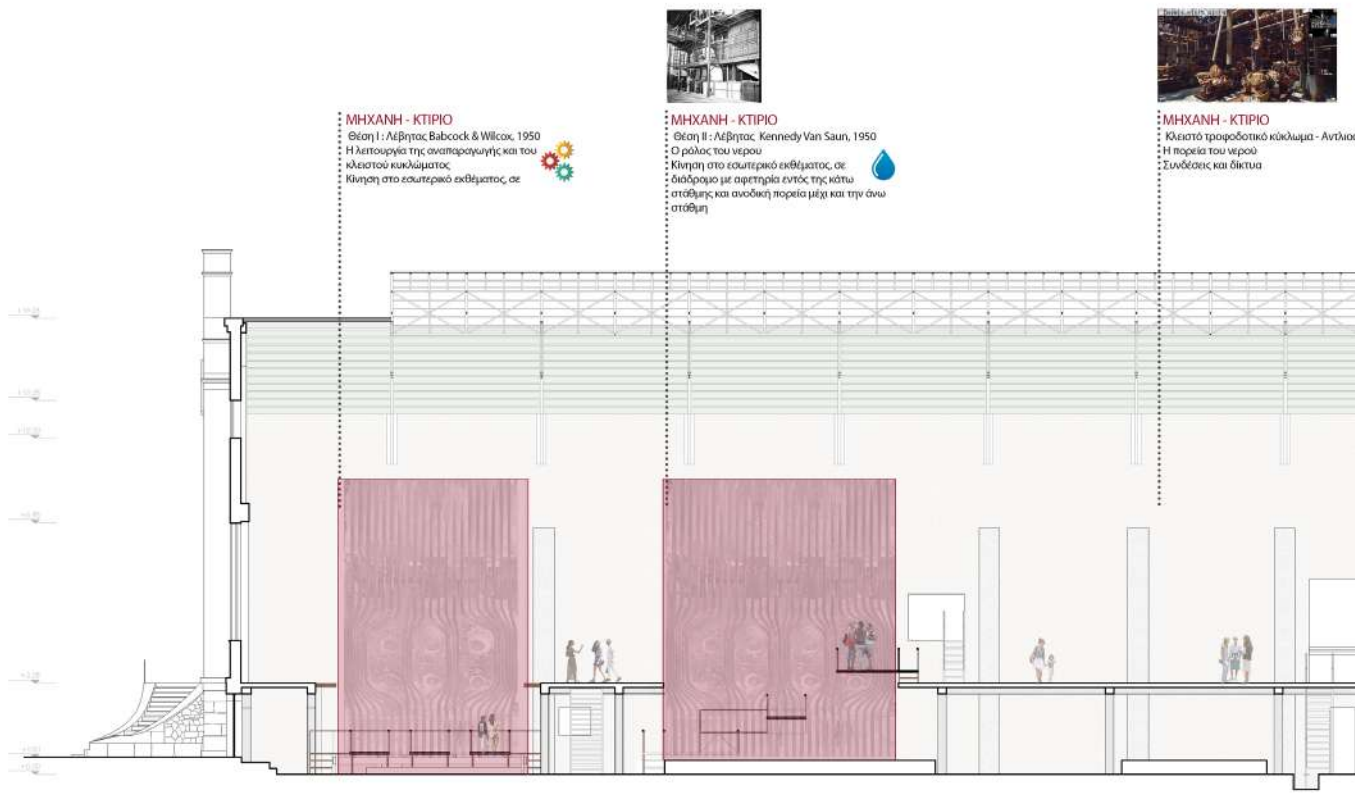 ΜΗΧΑΝΗ - ΚΤΙΡΙΟ
Θέση Ι : Λέβητας Babcock & Wilcox, 1950
Η λειτουργία της αναπαραγωγής και του
κλειστού κυκλώματος
Κίνηση στο εσωτερικό εκθέματος, σε
ΜΗΧΑΝΗ - ΚΤΙΡΙΟ
Θέση ΙΙ : Λέβητας Kennedy Van Saun, 1950
Ο ρόλος του νερου
Κίνηση στο εσωτερικό εκθέματος, σε
διάδρομο με αφετηρία εντός της κάτω
στάθμης και ανοδική πορεία μέχι και την άνω
στάθμη
ΜΗΧΑΝΗ - ΚΤΙΡΙΟ
Κλειστό τροφοδοτικό κύκλωμα - Αντλιοσ
Η πορεία του νερού
Συνδέσεις και δίκτυα